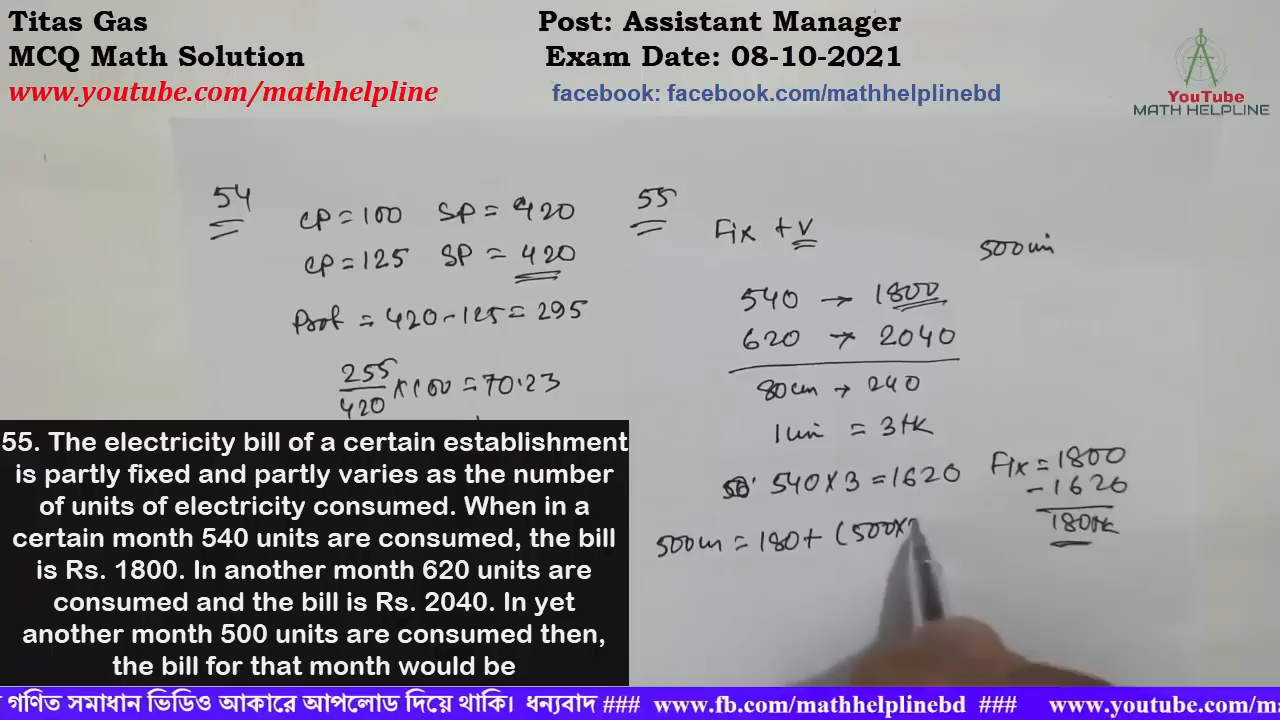 Titas Gas
MCQ Math Solution
www.youtube.com/mathhelpline
Post: Assistant Manager
Exam Date: 08-10-2021
facebook: facebook.com/mathhelplinebd
YouTube
MATH HELPLINE
54
CP = 100 SP = 420
CP = 125 SP = 420
Prof = 420 - 125 = 295
255/420 × 100 = 70.23
55
Fix + V
500 un
540 → 1800
620 → 2040
80 un → 240
1 un = 3 tk
540 × 3 = 1620
Fix = 1800
- 1620
180 tk
500 un = 180 + (500 ×
55. The electricity bill of a certain establishment
is partly fixed and partly varies as the number
of units of electricity consumed. When in a
certain month 540 units are consumed, the bill
is Rs. 1800. In another month 620 units are
consumed and the bill is Rs. 2040. In yet
another month 500 units are consumed then,
the bill for that month would be
গণিত সমাধান ভিডিও আকারে আপলোড দিয়ে থাকি। ধন্যবাদ ### www.fb.com/mathhelplinebd ### www.youtube.com/ma